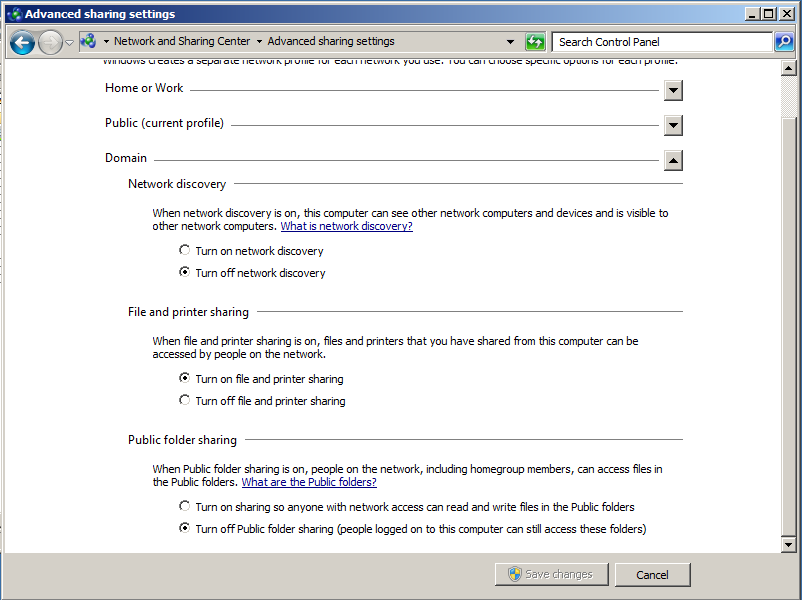 Advanced sharing settings
Network and Sharing Center Advanced sharing settings Search Control Panel
Windows creates a separate network profile for each network you use. You can choose specific options for each profile.
Home or Work
Public (current profile)
Domain
Network discovery
When network discovery is on, this computer can see other network computers and devices and is visible to
other network computers. What is network discovery?
Turn on network discovery
Turn off network discovery
File and printer sharing
When file and printer sharing is on, files and printers that you have shared from this computer can be
accessed by people on the network.
Turn on file and printer sharing
Turn off file and printer sharing
Public folder sharing
When Public folder sharing is on, people on the network, including homegroup members, can access files in
the Public folders. What are the Public folders?
Turn on sharing so anyone with network access can read and write files in the Public folders
Turn off Public folder sharing (people logged on to this computer can still access these folders)
Save changes Cancel